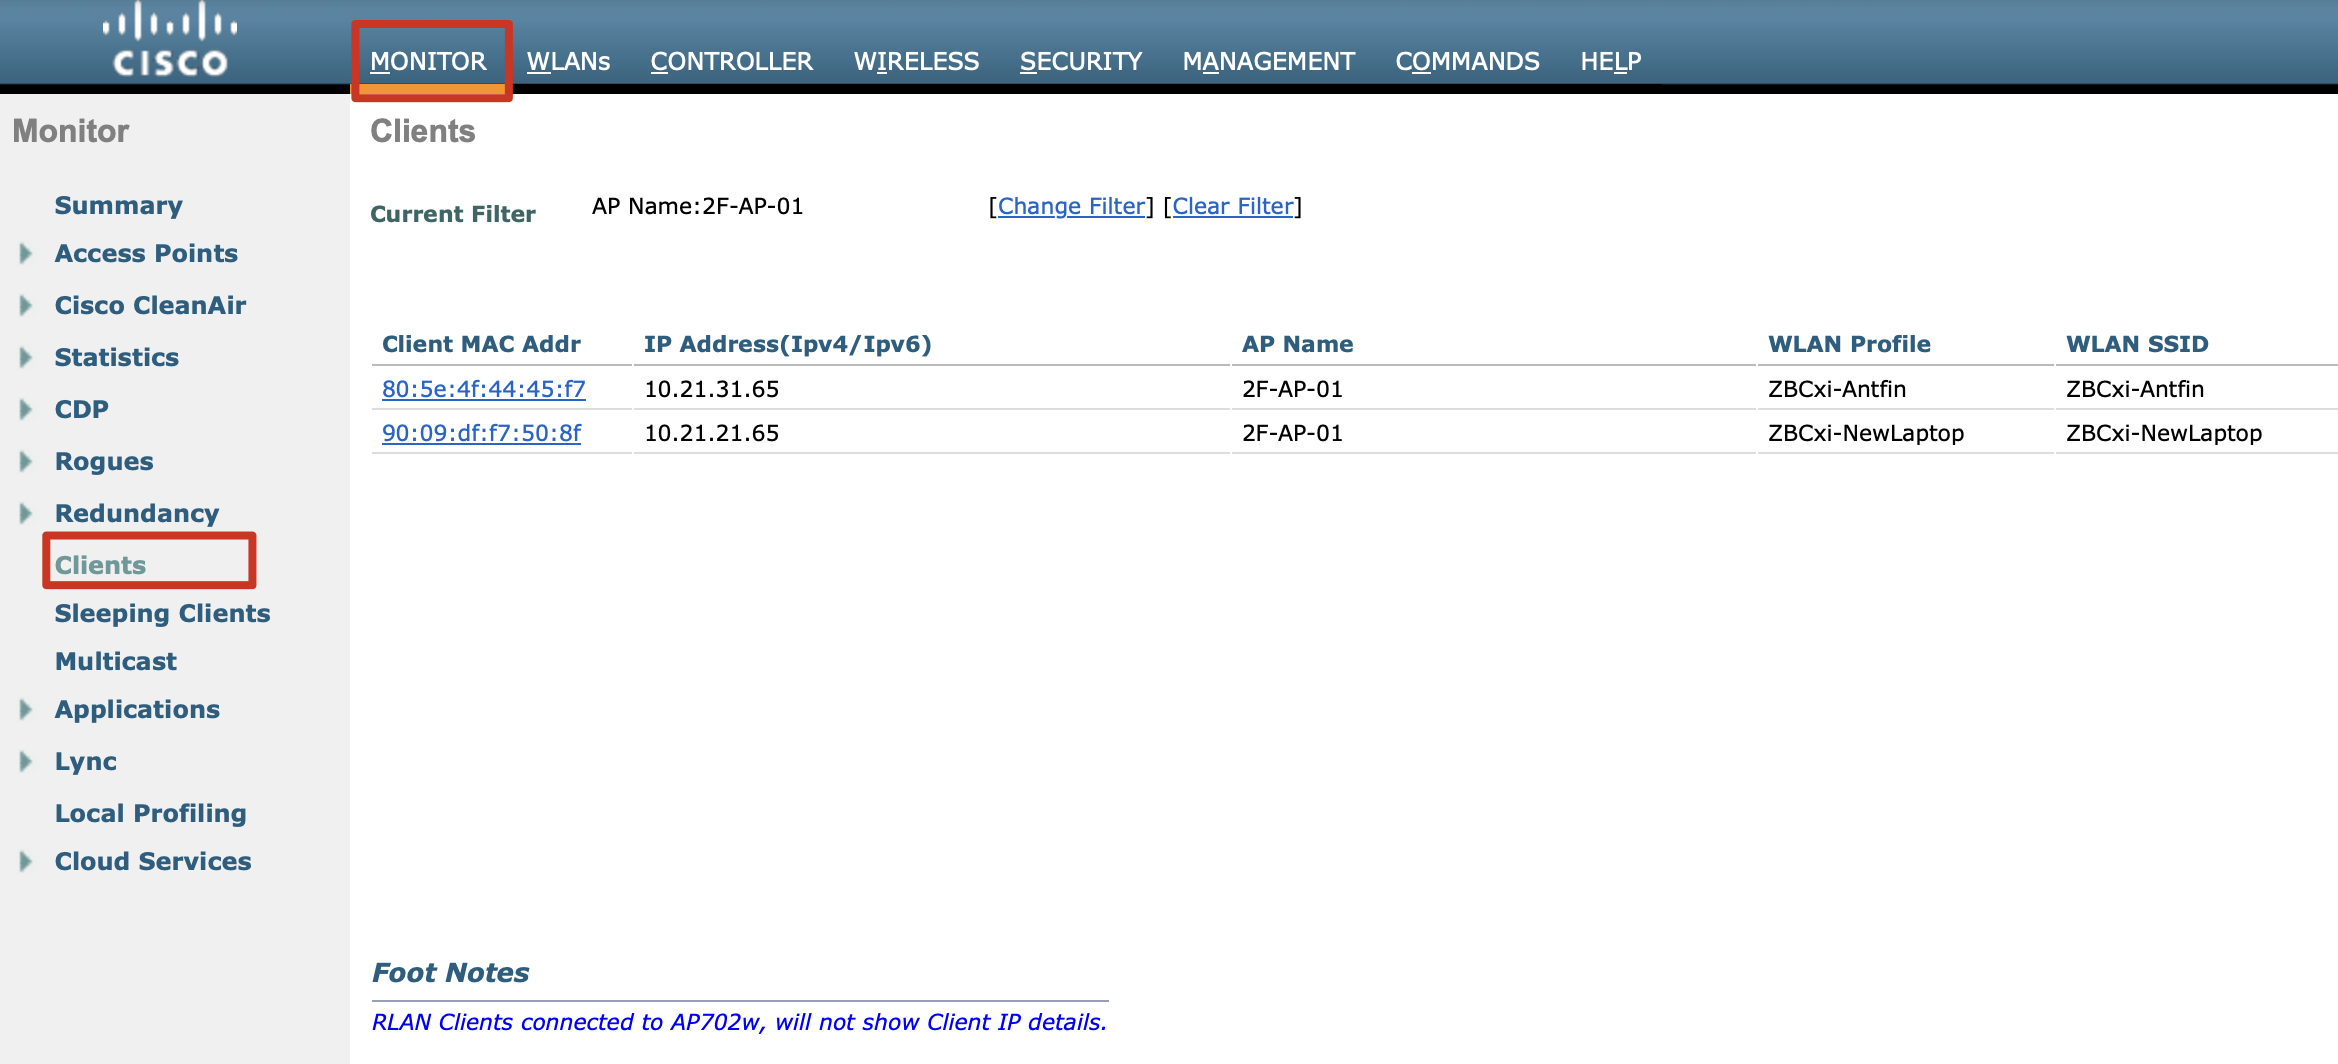 CISCO
MONITOR WLANs CONTROLLER WIRELESS SECURITY MANAGEMENT COMMANDS HELP
Monitor
Summary
Access Points
Cisco CleanAir
Statistics
CDP
Rogues
Redundancy
Clients
Sleeping Clients
Multicast
Applications
Lync
Local Profiling
Cloud Services
Clients
Current Filter AP Name:2F-AP-01 [Change Filter] [Clear Filter]
Client MAC Addr IP Address(Ipv4/Ipv6) AP Name WLAN Profile WLAN SSID
80:5e:4f:44:45:f7 10.21.31.65 2F-AP-01 ZBCxi-Antfin ZBCxi-Antfin
90:09:df:f7:50:8f 10.21.21.65 2F-AP-01 ZBCxi-NewLaptop ZBCxi-NewLaptop
Foot Notes
RLAN Clients connected to AP702w, will not show Client IP details.